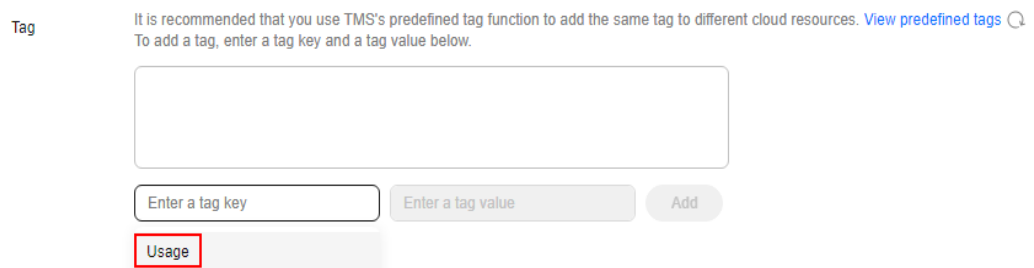 Tag
It is recommended that you use TMS's predefined tag function to add the same tag to different cloud resources. View predefined tags
To add a tag, enter a tag key and a tag value below.
Enter a tag key
Enter a tag value
Add
Usage